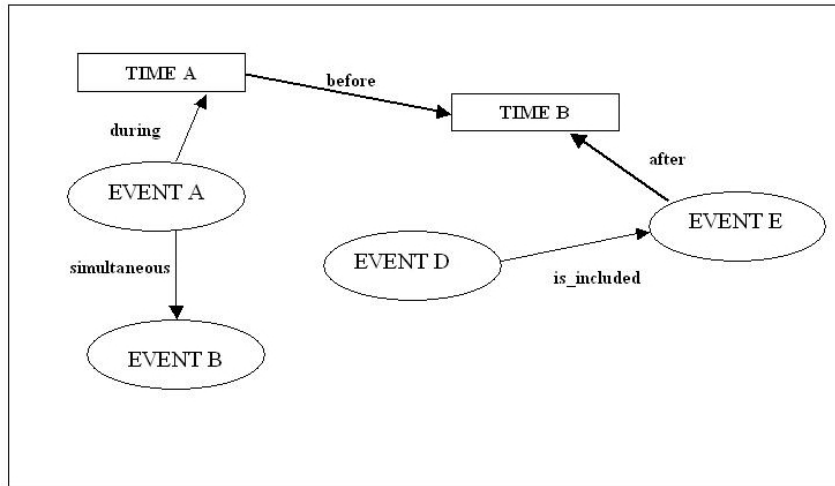 TIME A
before
TIME B
during
after
EVENT A
EVENT E
simultaneous
EVENT D
is_included
EVENT B